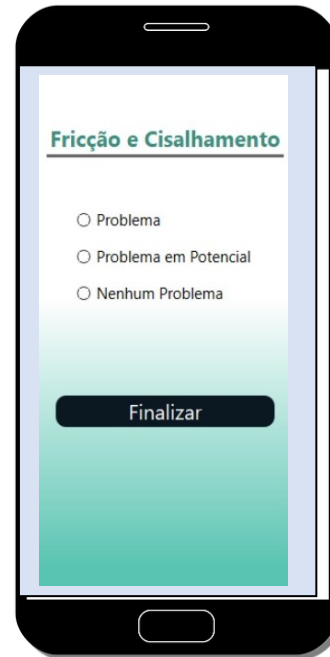 Fricção e Cisalhamento
Problema
Problema em Potencial
Nenhum Problema
Finalizar